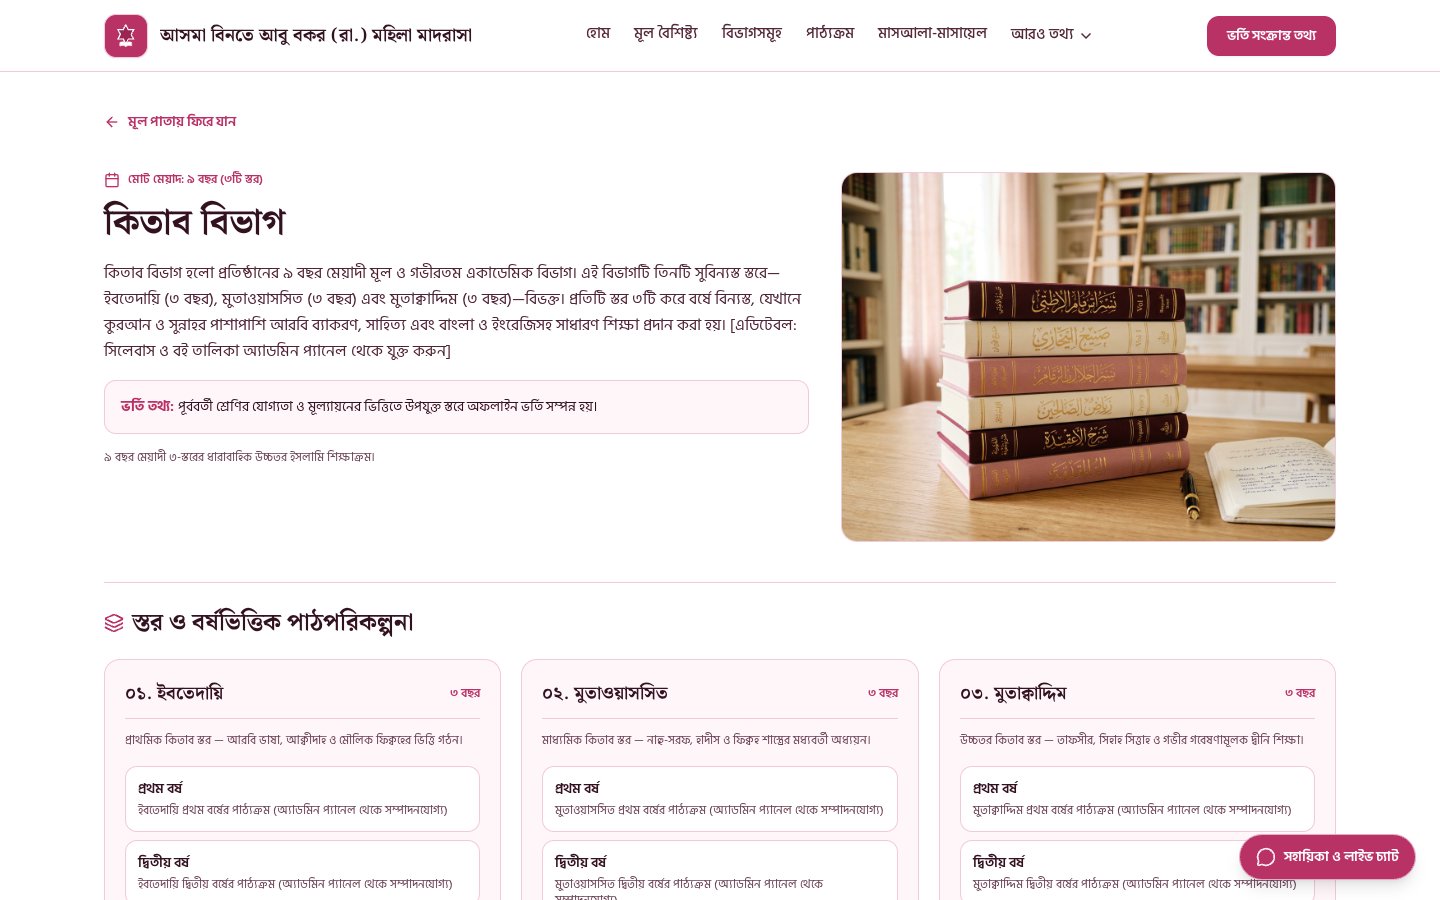 আসমা বিনতে আবু বকর (রা.) মহিলা মাদরাসা
হোম
মূল বৈশিষ্ট্য
বিভাগসমূহ
পাঠ্যক্রম
মাসআলা-মাসায়েল
আরও তথ্য
ভর্তি সংক্রান্ত তথ্য
মূল পাতায় ফিরে যান
মোট মেয়াদ: ৯ বছর (৩টি স্তর)
কিতাব বিভাগ
কিতাব বিভাগ হলো প্রতিষ্ঠানের ৯ বছর মেয়াদী মূল ও গভীরতম একাডেমিক বিভাগ। এই বিভাগটি তিনটি সুবিন্যস্ত স্তরে—
ইবতেদায়ি (৩ বছর), মুতাওয়াসসিত (৩ বছর) এবং মুতাক্বাদ্দিম (৩ বছর)—বিভক্ত। প্রতিটি স্তর ৩টি করে বর্ষে বিন্যস্ত, যেখানে
কুরআন ও সুন্নাহর পাশাপাশি আরবি ব্যাকরণ, সাহিত্য এবং বাংলা ও ইংরেজিসহ সাধারণ শিক্ষা প্রদান করা হয়। [এডিটেবল:
সিলেবাস ও বই তালিকা অ্যাডমিন প্যানেল থেকে যুক্ত করুন]
ভর্তি তথ্য: পূর্ববর্তী শ্রেণির যোগ্যতা ও মূল্যায়নের ভিত্তিতে উপযুক্ত স্তরে অফলাইন ভর্তি সম্পন্ন হয়।
৯ বছর মেয়াদী ৩-স্তরের ধারাবাহিক উচ্চতর ইসলামি শিক্ষাক্রম।
رياض الصالحين
Vol 1
স্তর ও বর্ষভিত্তিক পাঠপরিকল্পনা
০১. ইবতেদায়ি
৩ বছর
প্রাথমিক কিতাব স্তর — আরবি ভাষা, আক্বীদাহ ও মৌলিক ফিক্বহের ভিত্তি গঠন।
প্রথম বর্ষ
ইবতেদায়ি প্রথম বর্ষের পাঠ্যক্রম (অ্যাডমিন প্যানেল থেকে সম্পাদনযোগ্য)
দ্বিতীয় বর্ষ
ইবতেদায়ি দ্বিতীয় বর্ষের পাঠ্যক্রম (অ্যাডমিন প্যানেল থেকে সম্পাদনযোগ্য)
০২. মুতাওয়াসসিত
৩ বছর
মাধ্যমিক কিতাব স্তর — নাহু-সরফ, হাদীস ও ফিক্বহ শাস্ত্রের মধ্যবর্তী অধ্যয়ন।
প্রথম বর্ষ
মুতাওয়াসসিত প্রথম বর্ষের পাঠ্যক্রম (অ্যাডমিন প্যানেল থেকে সম্পাদনযোগ্য)
দ্বিতীয় বর্ষ
মুতাওয়াসসিত দ্বিতীয় বর্ষের পাঠ্যক্রম (অ্যাডমিন প্যানেল থেকে
সম্পাদনযোগ্য)
০৩. মুতাক্বাদ্দিম
৩ বছর
উচ্চতর কিতাব স্তর — তাফসীর, সিহাহ সিত্তাহ ও গভীর গবেষণামূলক দ্বীনি শিক্ষা।
প্রথম বর্ষ
মুতাক্বাদ্দিম প্রথম বর্ষের পাঠ্যক্রম (অ্যাডমিন প্যানেল থেকে সম্পাদনযোগ্য)
দ্বিতীয় বর্ষ
মুতাক্বাদ্দিম দ্বিতীয় বর্ষের পাঠ্যক্রম (অ্যাডমিন প্যানেল থেকে সম্পাদনযোগ্য)
সহায়িকা ও লাইভ চ্যাট